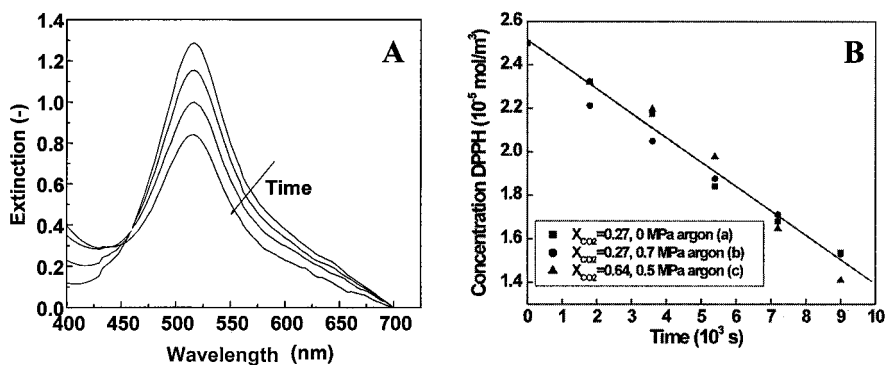 A
Extinction (-)
1.4
1.2
1.0
0.8
0.6
0.4
0.2
0.0
Time
400 450 500 550 600 650 700
Wavelength (nm)
B
Concentration DPPH (10⁻⁵ mol/m³)
2.6
2.4
2.2
2.0
1.8
1.6
1.4
X_CO2=0.27, 0 MPa argon (a)
X_CO2=0.27, 0.7 MPa argon (b)
X_CO2=0.64, 0.5 MPa argon (c)
0 1 2 3 4 5 6 7 8 9 10
Time (10³ s)